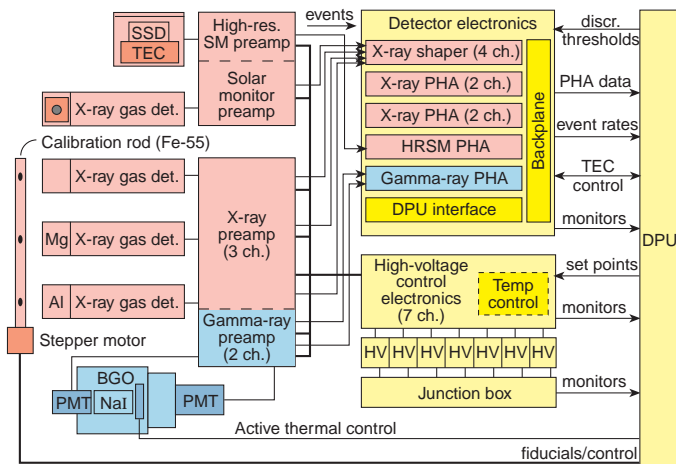 High-res.
SM preamp
events
Detector electronics
discr.
thresholds
SSD
TEC
X-ray shaper (4 ch.)
Solar
monitor
preamp
X-ray PHA (2 ch.)
PHA data
X-ray gas det.
X-ray PHA (2 ch.)
Backplane
event rates
Calibration rod (Fe-55)
HRSM PHA
X-ray gas det.
Gamma-ray PHA
TEC
control
X-ray
preamp
(3 ch.)
DPU interface
monitors
Mg
X-ray gas det.
DPU
High-voltage
control
electronics
(7 ch.)
Temp
control
set points
Al
X-ray gas det.
Gamma-ray
preamp
(2 ch.)
monitors
Stepper motor
HV
HV
HV
HV
HV
HV
HV
BGO
PMT
NaI
PMT
Junction box
monitors
Active thermal control
fiducials/control